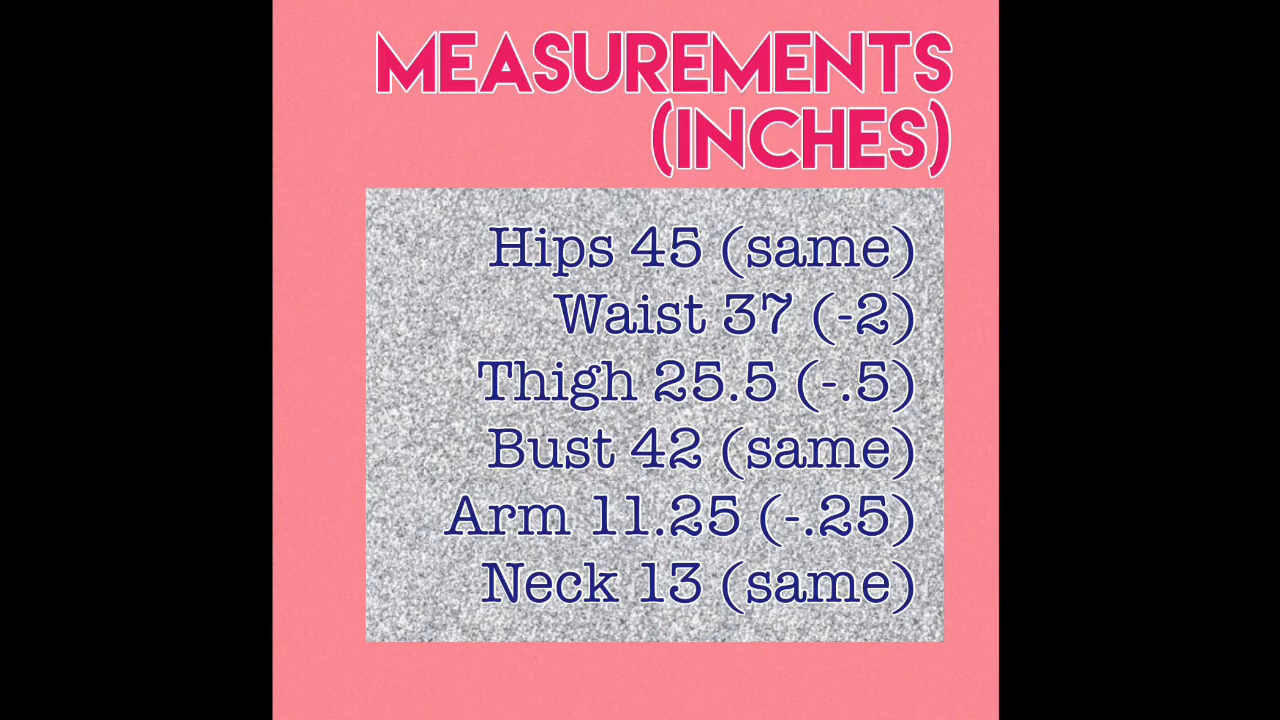 MEASUREMENTS
(INCHES)
Hips 45 (same)
Waist 37 (-2)
Thigh 25.5 (-.5)
Bust 42 (same)
Arm 11.25 (-.25)
Neck 13 (same)